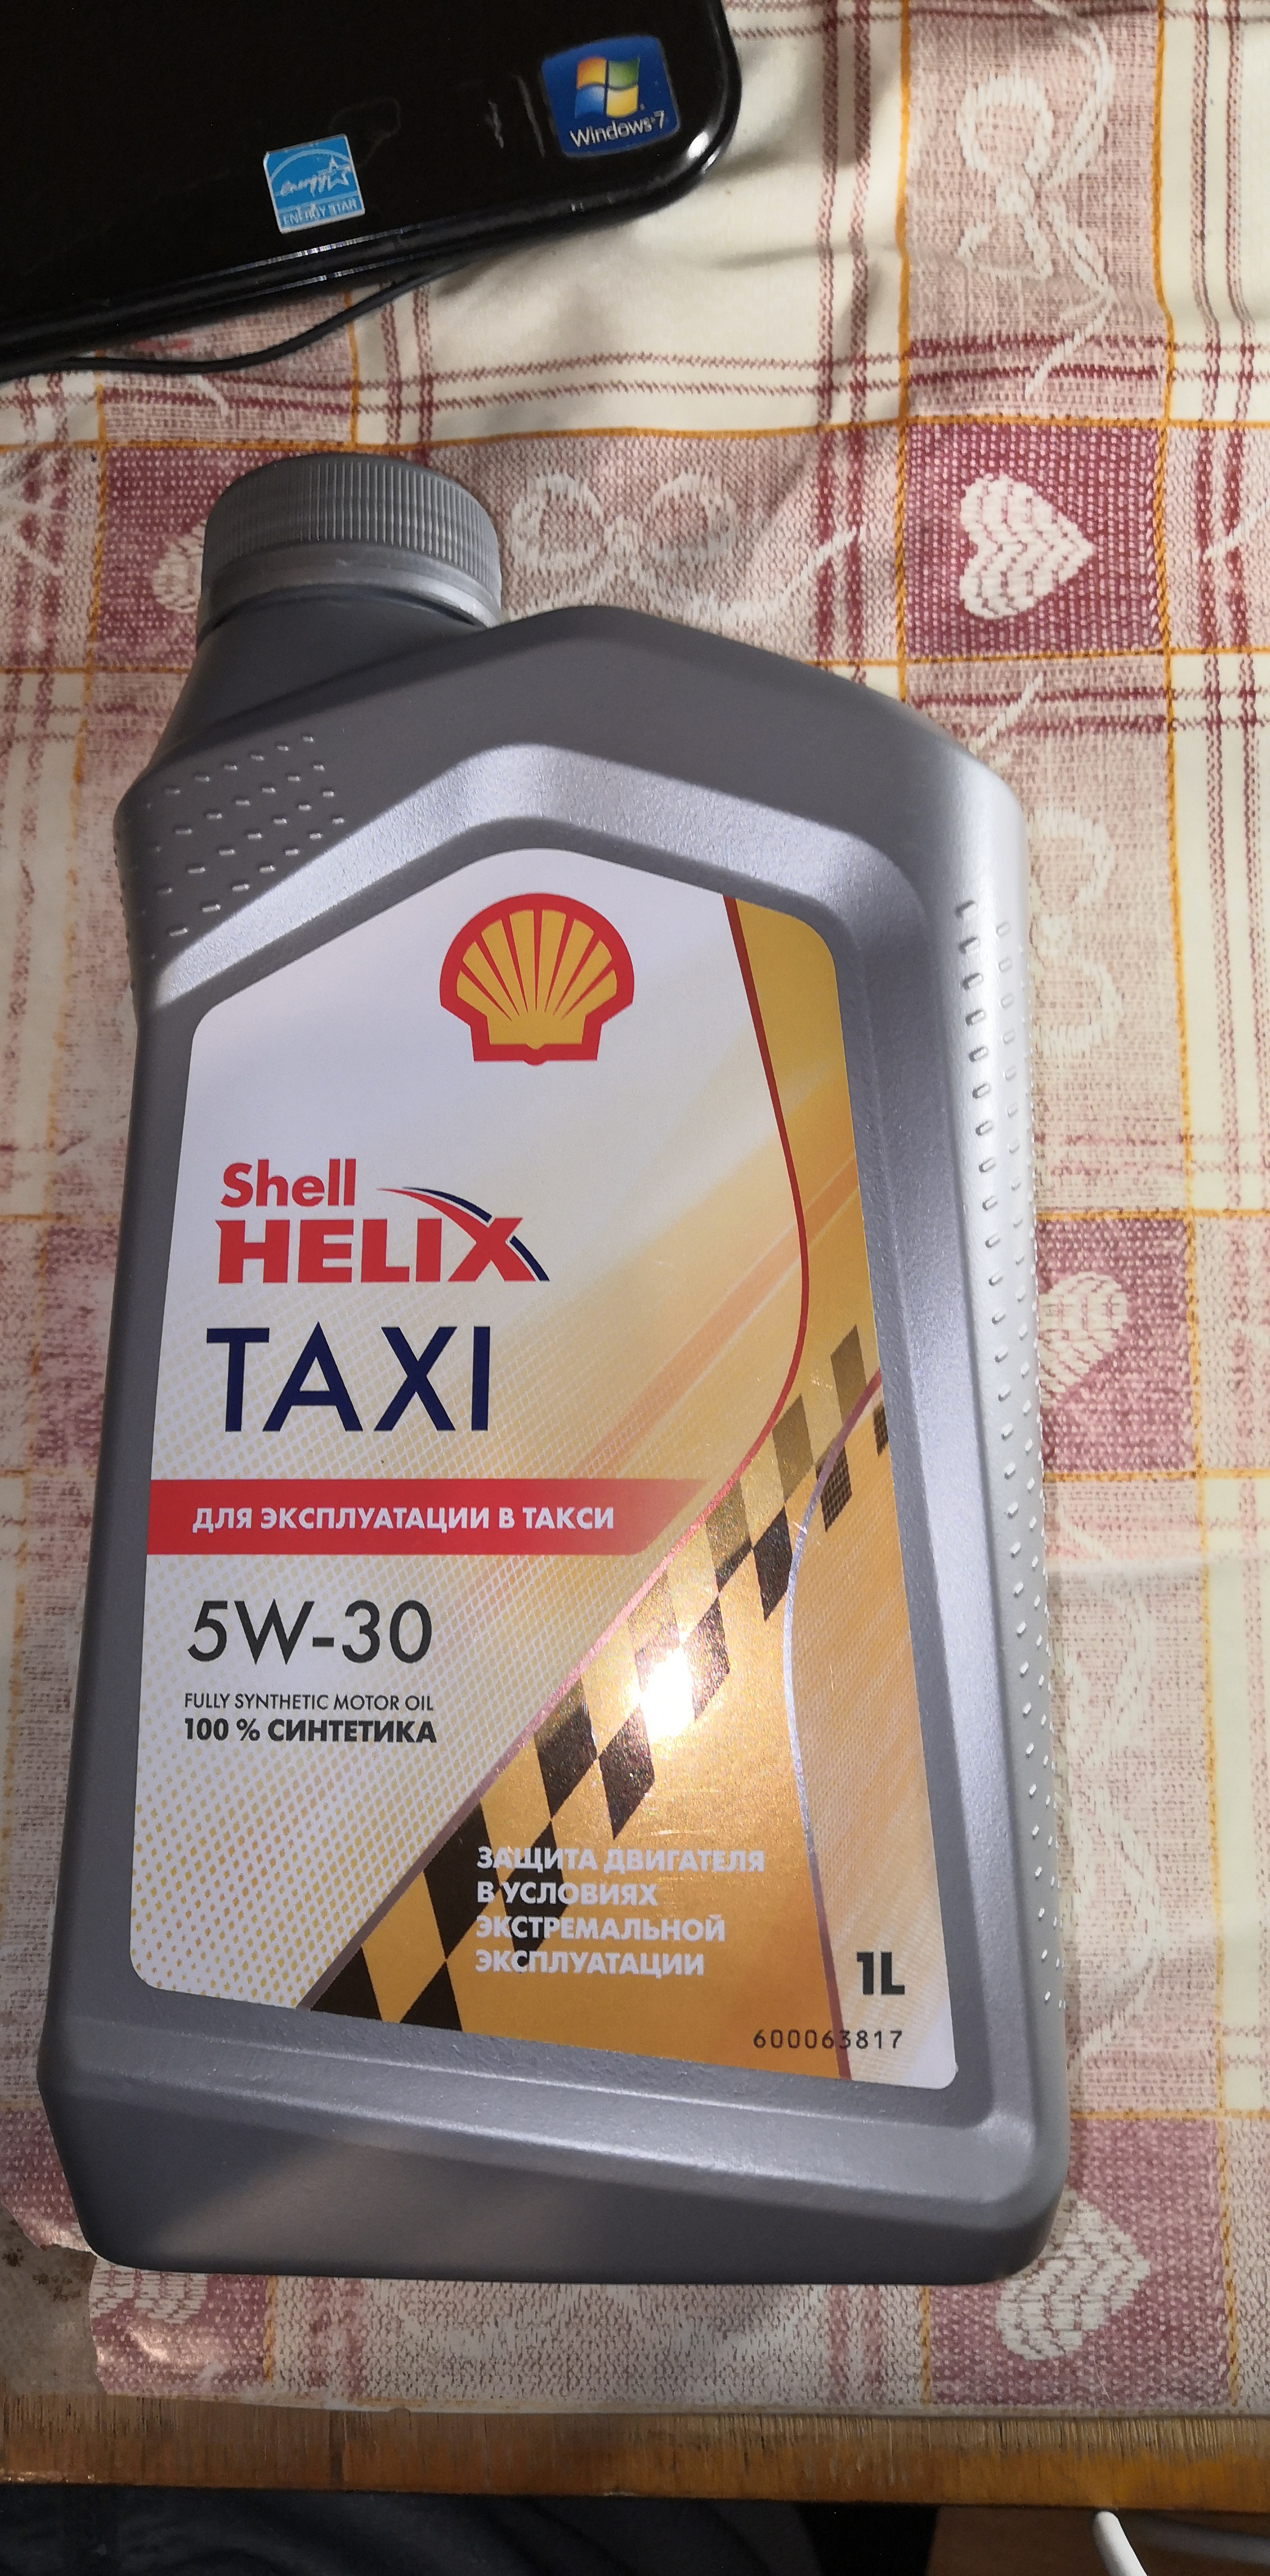 Windows 7
energy
ENERGY STAR
Shell
HELIX
TAXI
ДЛЯ ЭКСПЛУАТАЦИИ В ТАКСИ
5W-30
FULLY SYNTHETIC MOTOR OIL
100 % СИНТЕТИКА
ЗАЩИТА ДВИГАТЕЛЯ
В УСЛОВИЯХ
ЭКСТРЕМАЛЬНОЙ
ЭКСПЛУАТАЦИИ
1L
600063817